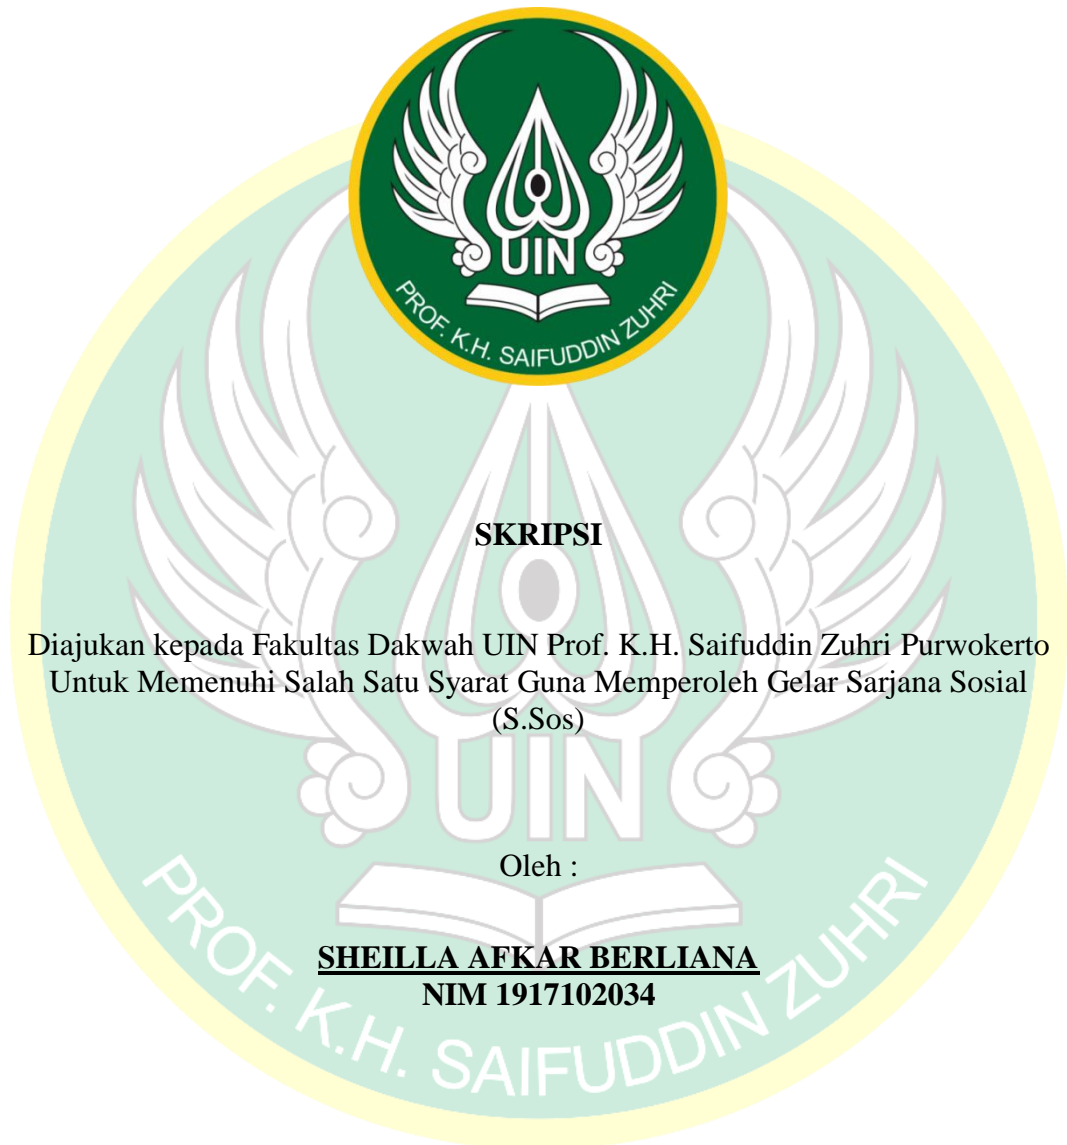 UIN
PROF. K.H. SAIFUDDIN ZUHRI
SKRIPSI
Diajukan kepada Fakultas Dakwah UIN Prof. K.H. Saifuddin Zuhri Purwokerto
Untuk Memenuhi Salah Satu Syarat Guna Memperoleh Gelar Sarjana Sosial
(S.Sos)
UIN
Oleh :
SHEILLA AFKAR BERLIANA
NIM 1917102034
PROF. K.H. SAIFUDDIN ZUHRI